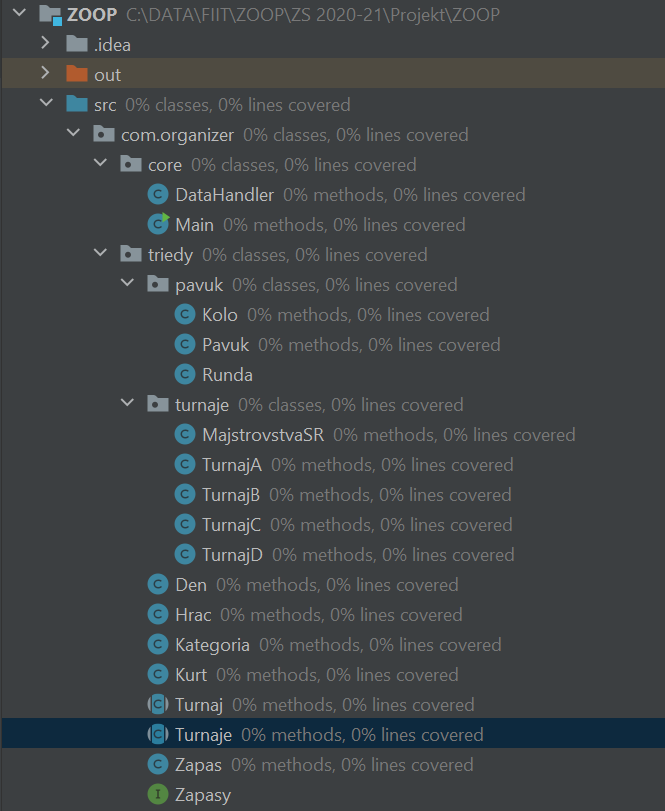 ZOOP C:\DATA\FIIT\ZOOP\ZS 2020-21\Projekt\ZOOP
.idea
out
src 0% classes, 0% lines covered
com.organizer 0% classes, 0% lines covered
core 0% classes, 0% lines covered
C DataHandler 0% methods, 0% lines covered
C Main 0% methods, 0% lines covered
triedy 0% classes, 0% lines covered
pavuk 0% classes, 0% lines covered
C Kolo 0% methods, 0% lines covered
C Pavuk 0% methods, 0% lines covered
C Runda
turnaje 0% classes, 0% lines covered
C MajstrovstvaSR 0% methods, 0% lines covered
C TurnajA 0% methods, 0% lines covered
C TurnajB 0% methods, 0% lines covered
C TurnajC 0% methods, 0% lines covered
C TurnajD 0% methods, 0% lines covered
C Den 0% methods, 0% lines covered
C Hrac 0% methods, 0% lines covered
C Kategoria 0% methods, 0% lines covered
C Kurt 0% methods, 0% lines covered
C Turnaj 0% methods, 0% lines covered
C Turnaje 0% methods, 0% lines covered
C Zapas 0% methods, 0% lines covered
I Zapasy